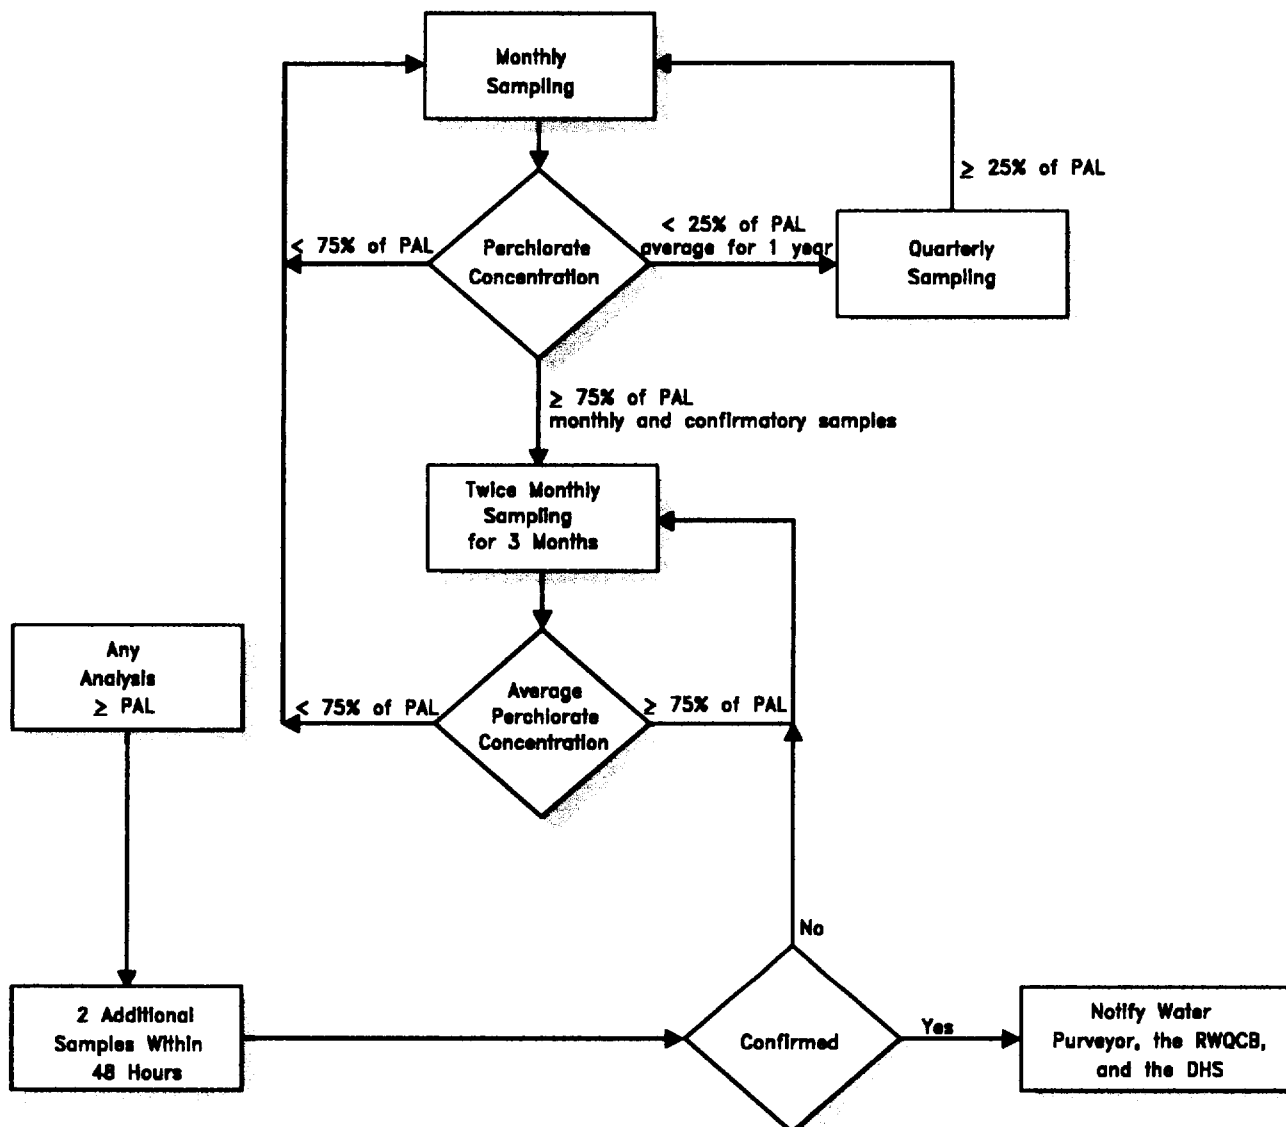 Monthly
Sampling
≥ 25% of PAL
< 75% of PAL
Perchlorate
Concentration
< 25% of PAL
average for 1 year
Quarterly
Sampling
≥ 75% of PAL
monthly and confirmatory samples
Twice Monthly
Sampling
for 3 Months
Any
Analysis
≥ PAL
< 75% of PAL
Average
Perchlorate
Concentration
≥ 75% of PAL
No
2 Additional
Samples Within
48 Hours
Confirmed
Yes
Notify Water
Purveyor, the RWQCB,
and the DHS